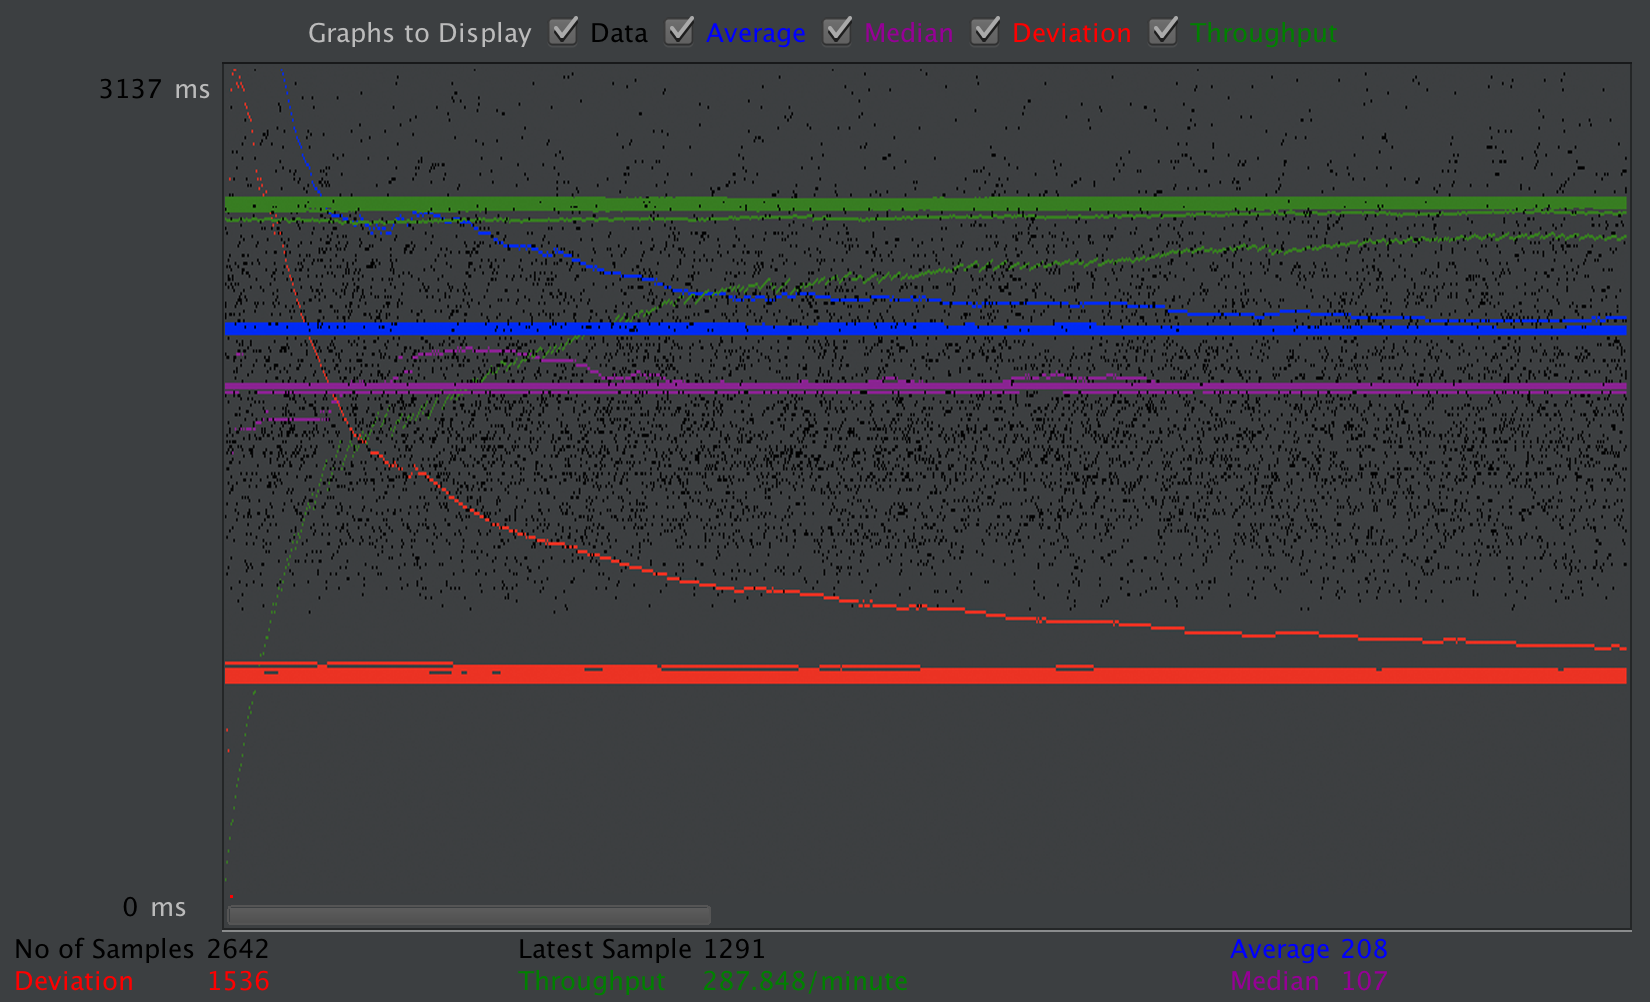 Graphs to Display Data Average Median Deviation Throughput
3137 ms
0 ms
No of Samples 2642 Latest Sample 1291 Average 208
Deviation 1536 Throughput 287.848/minute Median 107